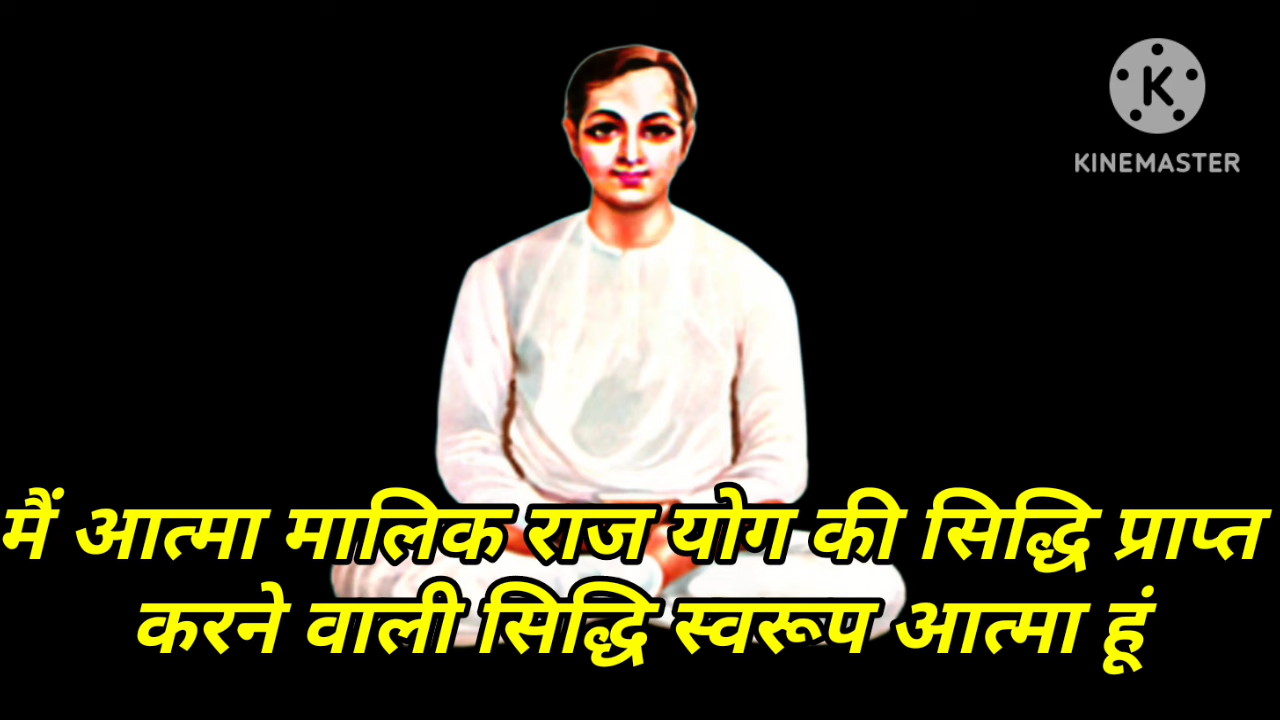 K
KINEMASTER
मैं आत्मा मालिक राज योग की सिद्धि प्राप्त
करने वाली सिद्धि स्वरूप आत्मा हूं